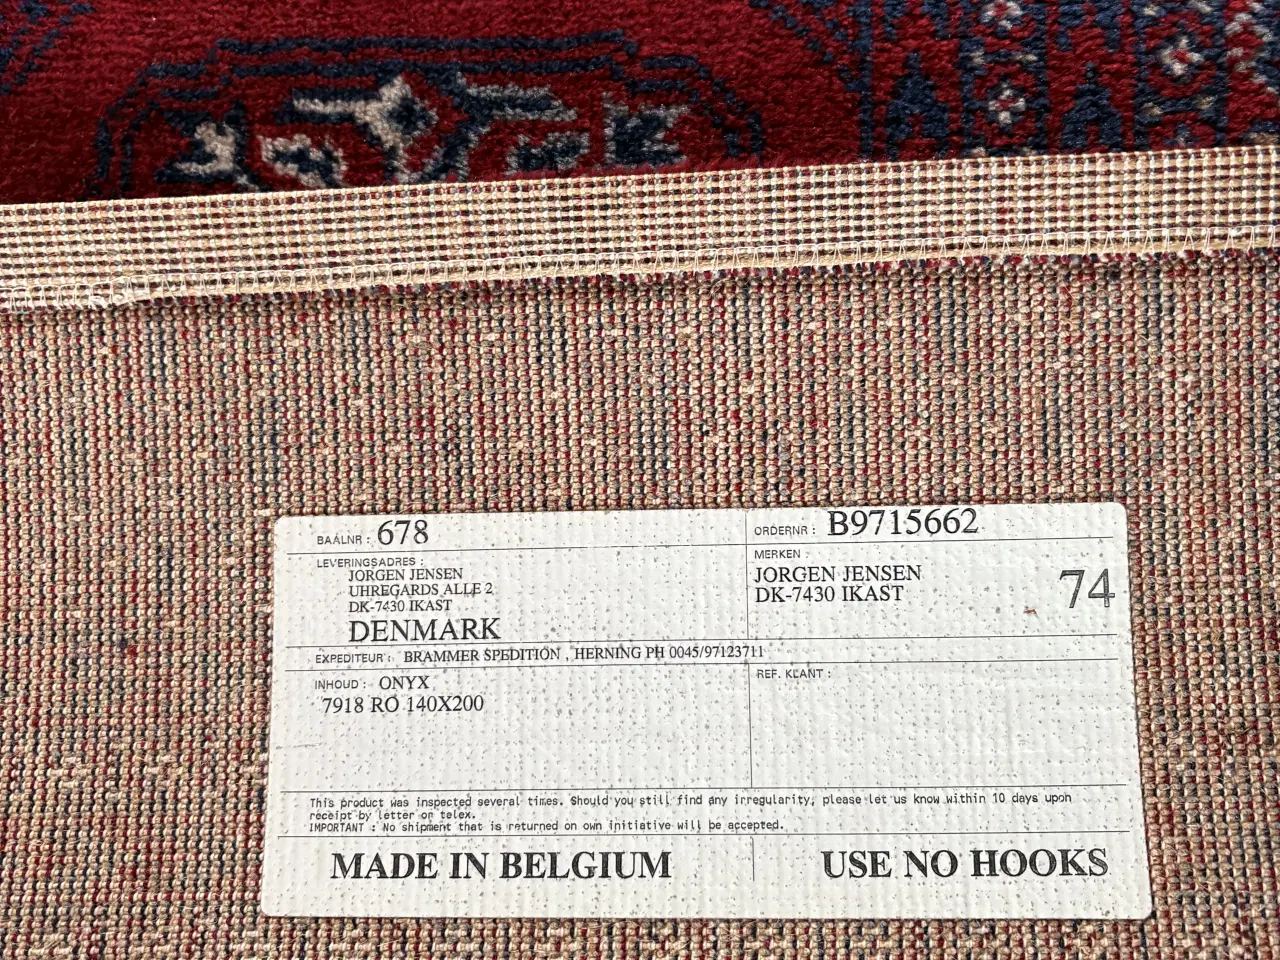 BAALNR : 678
ORDERNR : B9715662
LEVERINGSADRES :
JORGEN JENSEN
UHREGARDS ALLE 2
DK-7430 IKAST
DENMARK
MERKEN :
JORGEN JENSEN
DK-7430 IKAST
74
EXPEDITEUR : BRAMMER SPEDITION , HERNING PH 0045/97123711
INHOUD : ONYX
7918 RO 140X200
REF. KLANT :
This product was inspected several times. Should you still find any irregularity, please let us know within 10 days upon
receipt by letter or telex.
IMPORTANT : No shipment that is returned on own initiative will be accepted.
MADE IN BELGIUM
USE NO HOOKS